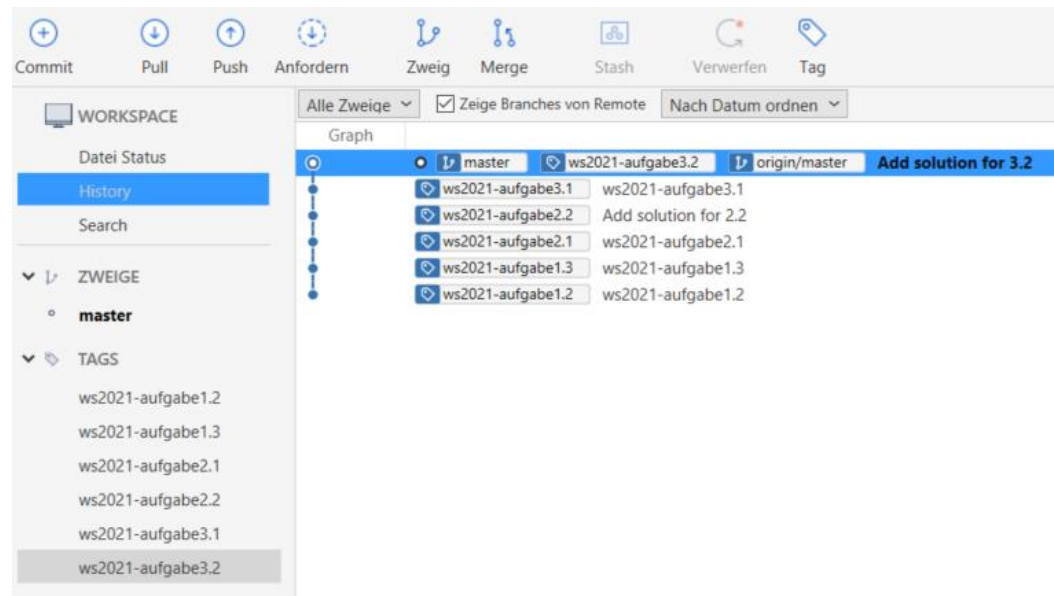 Commit Pull Push Anfordern Zweig Merge Stash Verwerfen Tag
WORKSPACE
Datei Status
History
Search
ZWEIGE
master
TAGS
ws2021-aufgabe1.2
ws2021-aufgabe1.3
ws2021-aufgabe2.1
ws2021-aufgabe2.2
ws2021-aufgabe3.1
ws2021-aufgabe3.2
Alle Zweige Zeige Branches von Remote Nach Datum ordnen
Graph
master ws2021-aufgabe3.2 origin/master Add solution for 3.2
ws2021-aufgabe3.1 ws2021-aufgabe3.1
ws2021-aufgabe2.2 Add solution for 2.2
ws2021-aufgabe2.1 ws2021-aufgabe2.1
ws2021-aufgabe1.3 ws2021-aufgabe1.3
ws2021-aufgabe1.2 ws2021-aufgabe1.2